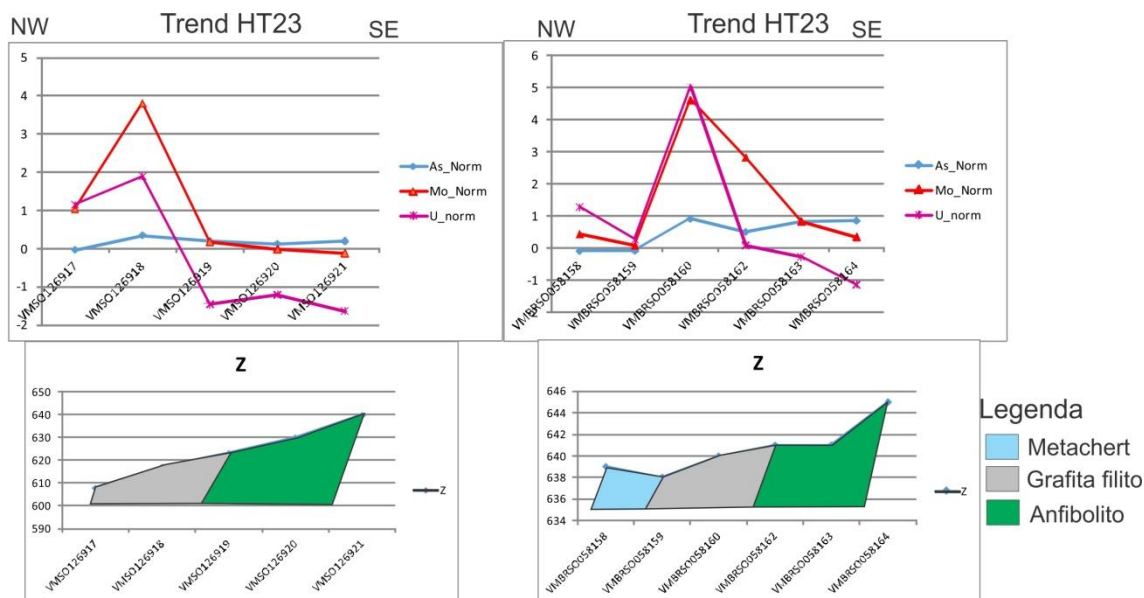 NW Trend HT23 SE
5
4
3
2
1
0
-1
-2
As_Norm
Mo_Norm
U_norm
VMSO126917
VMSO126918
VMSO126919
VMSO126920
VMSO126921
NW Trend HT23 SE
6
5
4
3
2
1
0
-1
As_Norm
Mo_Norm
U_norm
VMBRSO058158
VMBRSO058159
VMBRSO058160
VMBRSO058162
VMBRSO058163
VMBRSO058164
Z
650
640
630
620
610
600
590
Z
VMSO126917
VMSO126918
VMSO126919
VMSO126920
VMSO126921
Z
646
644
642
640
638
636
634
Z
VMBRSO058158
VMBRSO058159
VMBRSO058160
VMBRSO058162
VMBRSO058163
VMBRSO058164
Legenda
Metachert
Grafita filito
Anfibolito